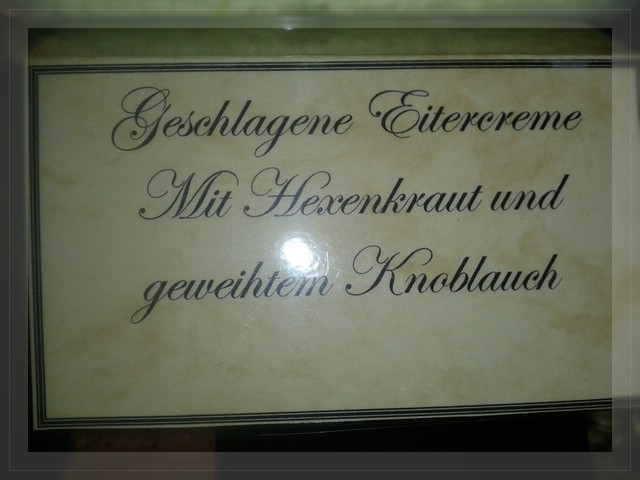 Geschlagene Eitercreme
Mit Hexenkraut und
geweihtem Knoblauch